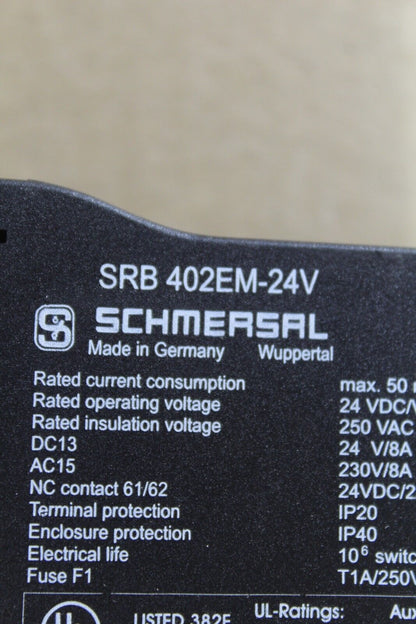 SRB 402EM-24V
SCHMERSAL
Made in Germany Wuppertal
Rated current consumption max. 50
Rated operating voltage 24 VDC/
Rated insulation voltage 250 VAC
DC13 24 V/8A
AC15 230V/8A
NC contact 61/62 24VDC/2
Terminal protection IP20
Enclosure protection IP40
Electrical life 10⁶ switc
Fuse F1 T1A/250V
UL LISTED 382F UL-Ratings: Aux